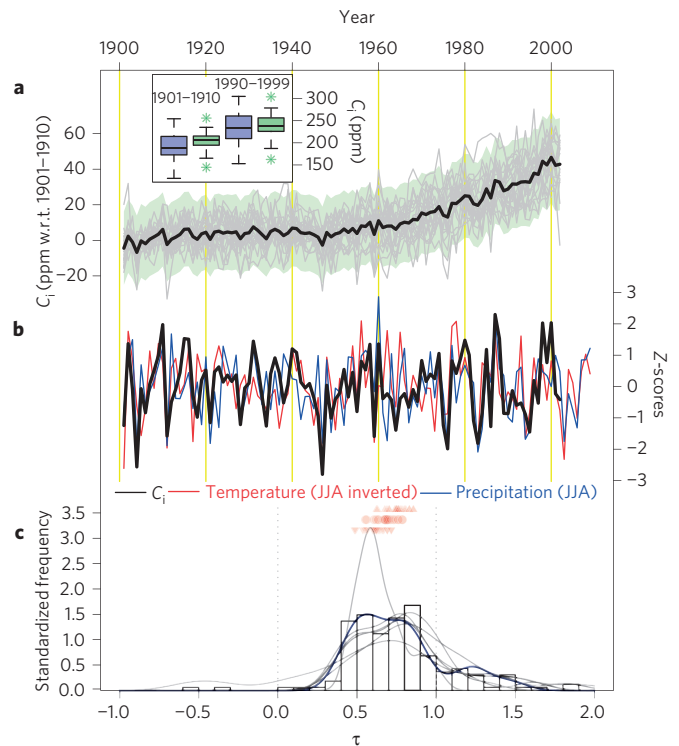 Year
1900 1920 1940 1960 1980 2000
a
1990–1999
1901–1910
300
250
200
150
C_i (ppm)
60
40
20
0
−20
C_i (ppm w.r.t. 1901–1910)
b
3
2
1
0
−1
−2
−3
Z-scores
C_i Temperature (JJA inverted) Precipitation (JJA)
c
3.5
3.0
2.5
2.0
1.5
1.0
0.5
0.0
Standardized frequency
−1.0 −0.5 0.0 0.5 1.0 1.5 2.0
τ